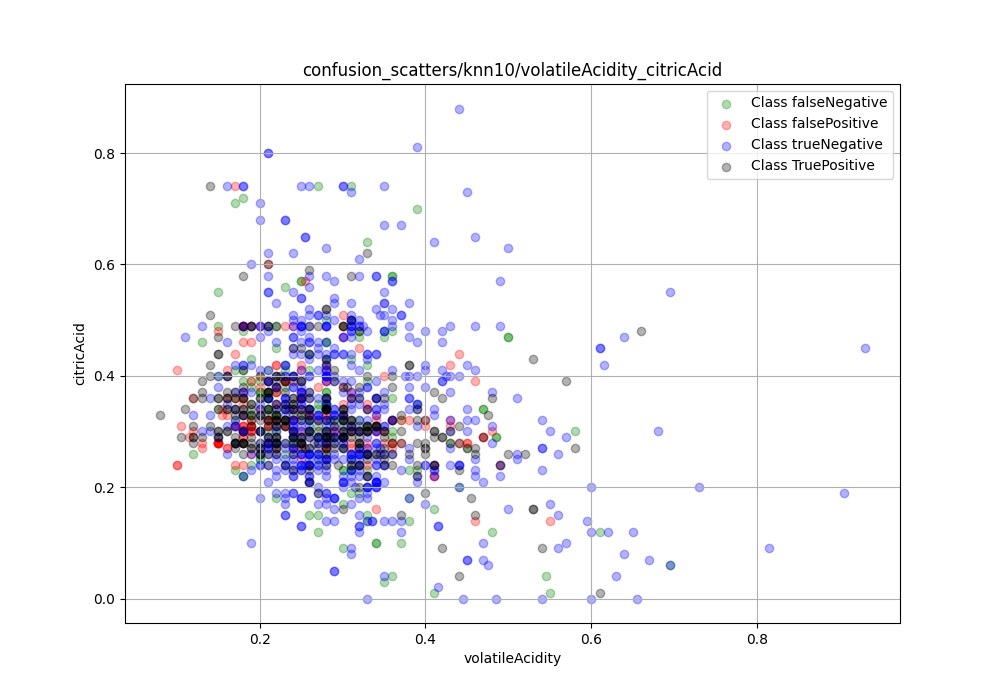 confusion_scatters/knn10/volatileAcidity_citricAcid
Class falseNegative
Class falsePositive
Class trueNegative
Class TruePositive
citricAcid
0.8
0.6
0.4
0.2
0.0
0.2
0.4
0.6
0.8
volatileAcidity